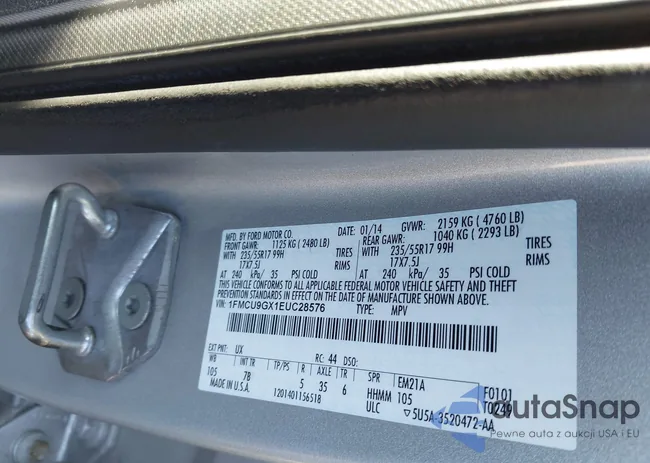 MFD. BY FORD MOTOR CO.
DATE: 01/14 GVWR: 2159 KG ( 4760 LB)
FRONT GAWR: 1125 KG ( 2480 LB) REAR GAWR: 1040 KG ( 2293 LB)
WITH 235/55R17 99H TIRES WITH 235/55R17 99H TIRES
17X7.5J RIMS 17X7.5J RIMS
AT 240 kPa/ 35 PSI COLD AT 240 kPa/ 35 PSI COLD
THIS VEHICLE CONFORMS TO ALL APPLICABLE FEDERAL MOTOR VEHICLE SAFETY AND THEFT
PREVENTION STANDARDS IN EFFECT ON THE DATE OF MANUFACTURE SHOWN ABOVE.
VIN: 1FMCU9GX1EUC28576 TYPE: MPV
EXT PNT: UX RC: 44 DSO:
WB INT TR TP/PS R AXLE TR SPR EM21A F0101
105 7B 5 35 6 HHMM 105 T0249
MADE IN U.S.A. 1201401156518 ULC 5U5A-3520472-AA
autoSnap
Pewne auta z aukcji USA i EU